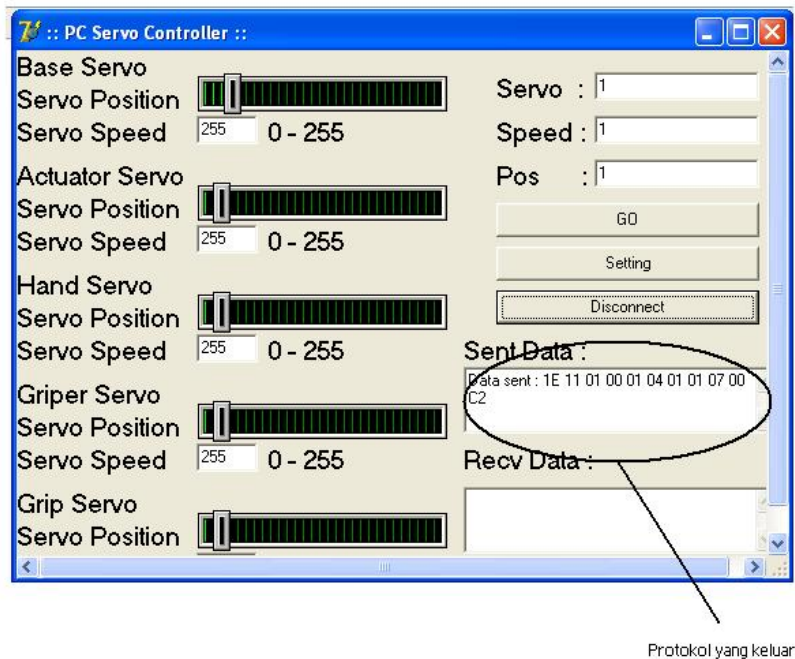 :: PC Servo Controller ::
Base Servo
Servo Position
Servo Speed 255 0 - 255
Actuator Servo
Servo Position
Servo Speed 255 0 - 255
Hand Servo
Servo Position
Servo Speed 255 0 - 255
Griper Servo
Servo Position
Servo Speed 255 0 - 255
Grip Servo
Servo Position
Servo : 1
Speed : 1
Pos : 1
GO
Setting
Disconnect
Sent Data :
Data sent : 1E 11 01 00 01 04 01 01 07 00
C2
Recv Data :
Protokol yang keluar